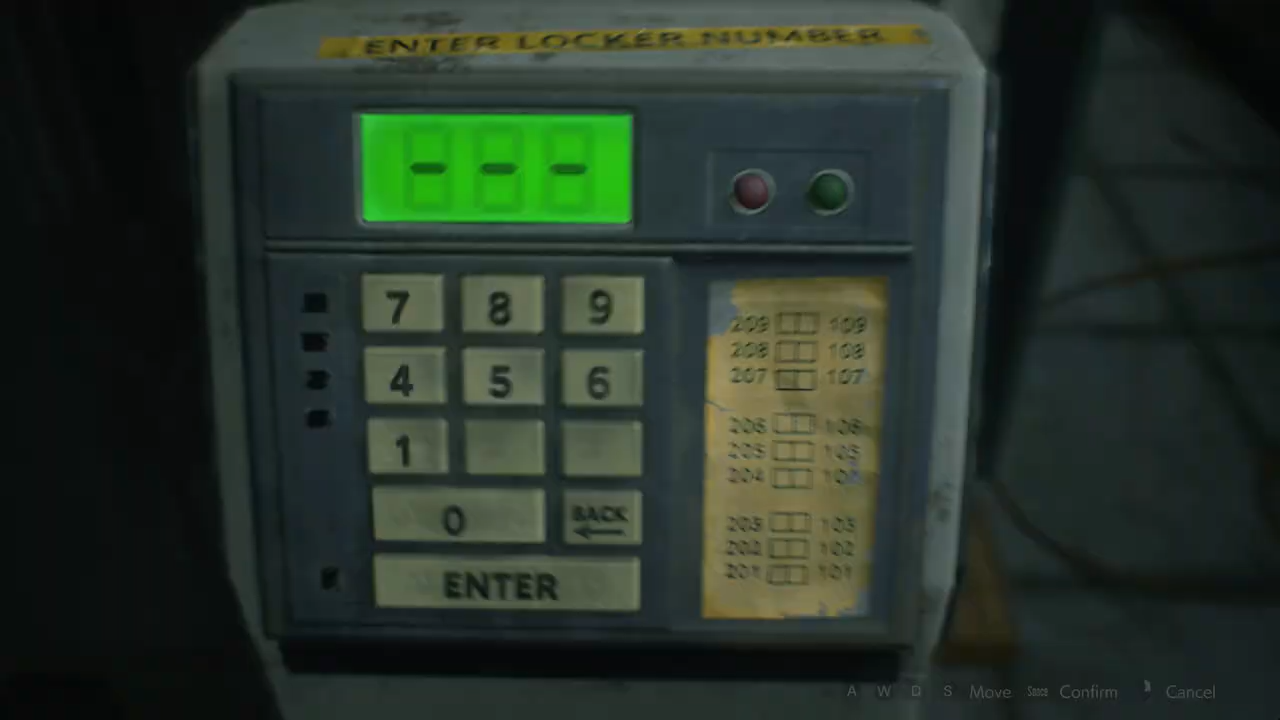 ENTER LOCKER NUMBER
- - -
7 8 9
4 5 6
1
0 BACK
ENTER
209 109
208 108
207 107
206 106
205 105
204
203 103
202 102
201 101
A W D S Move Space Confirm Cancel